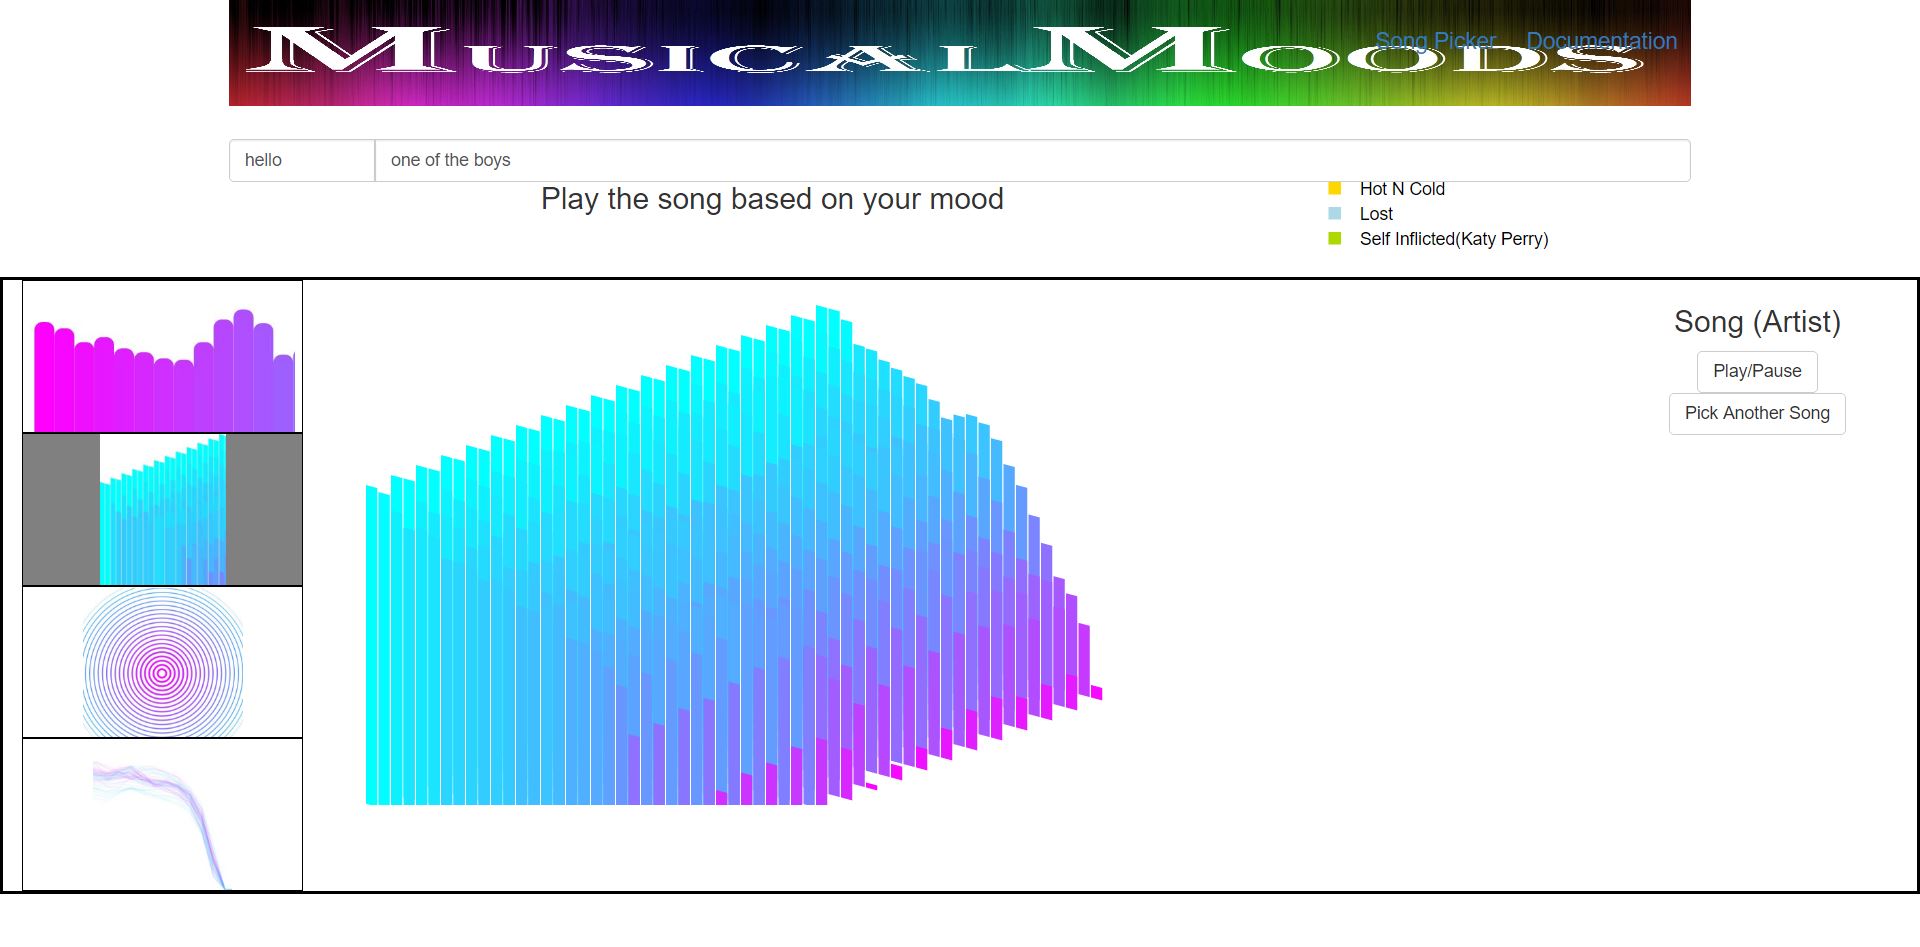 MusicalMoods
Song Picker Documentation
hello one of the boys
Play the song based on your mood
Hot N Cold
Lost
Self Inflicted(Katy Perry)
Song (Artist)
Play/Pause
Pick Another Song